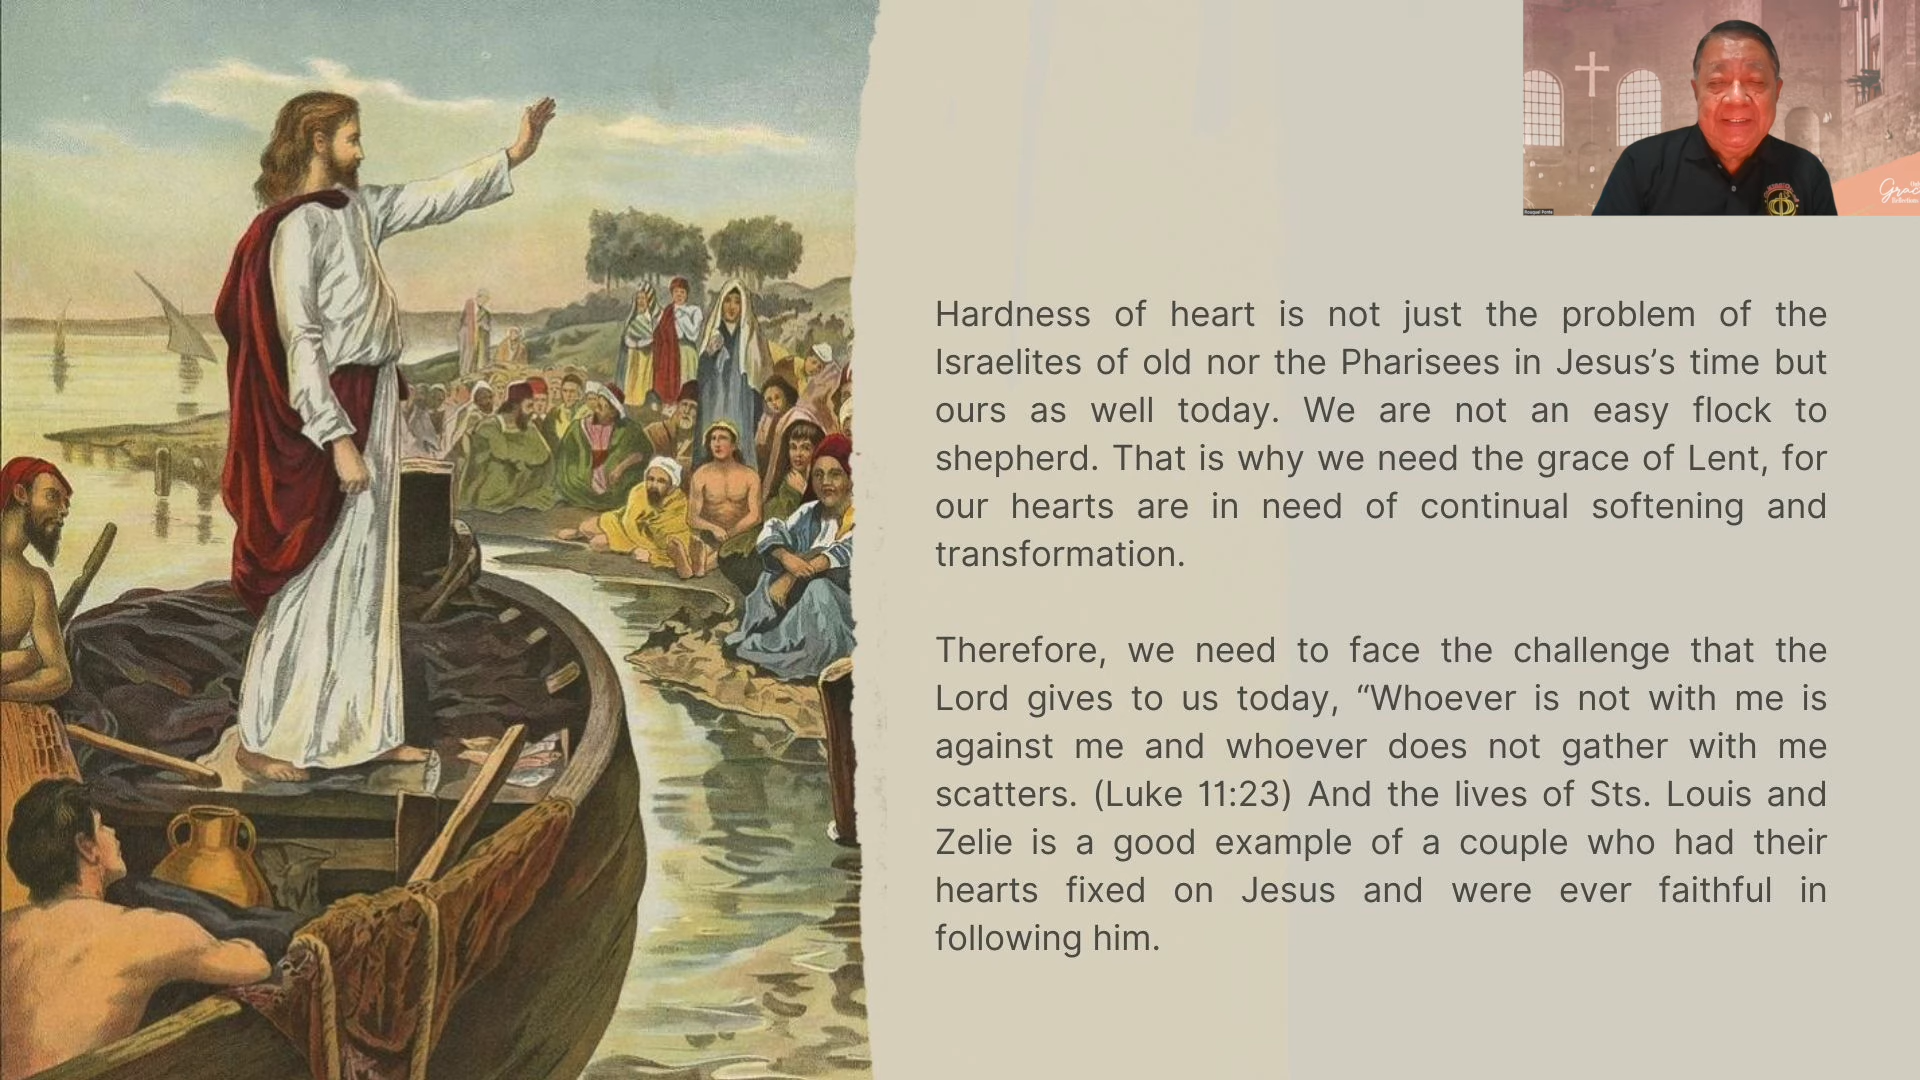 Hardness of heart is not just the problem of the
Israelites of old nor the Pharisees in Jesus’s time but
ours as well today. We are not an easy flock to
shepherd. That is why we need the grace of Lent, for
our hearts are in need of continual softening and
transformation.
Therefore, we need to face the challenge that the
Lord gives to us today, “Whoever is not with me is
against me and whoever does not gather with me
scatters. (Luke 11:23) And the lives of Sts. Louis and
Zelie is a good example of a couple who had their
hearts fixed on Jesus and were ever faithful in
following him.